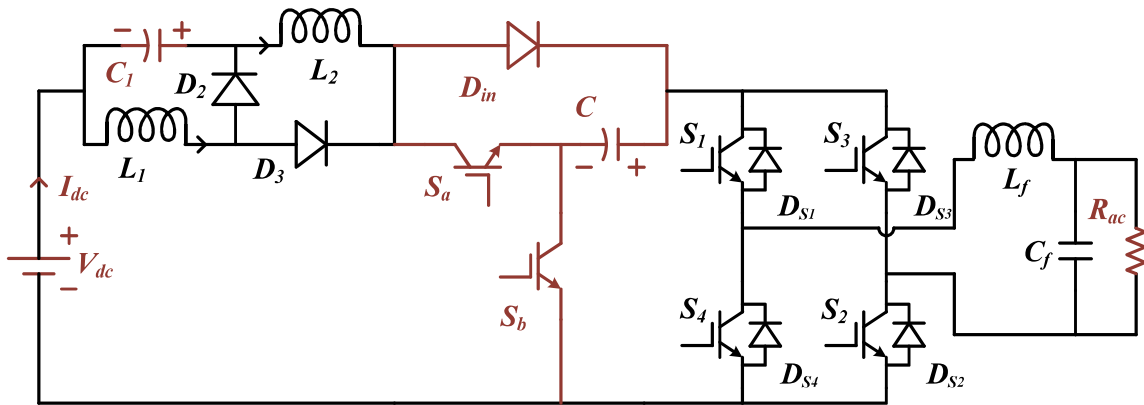 - +
C1
L2
D2
Din
C
L1
D3
- +
Sa
S1
S3
DS1
DS3
Lf
Rac
Cf
Idc
+
Vdc
-
Sb
S4
S2
DS4
DS2